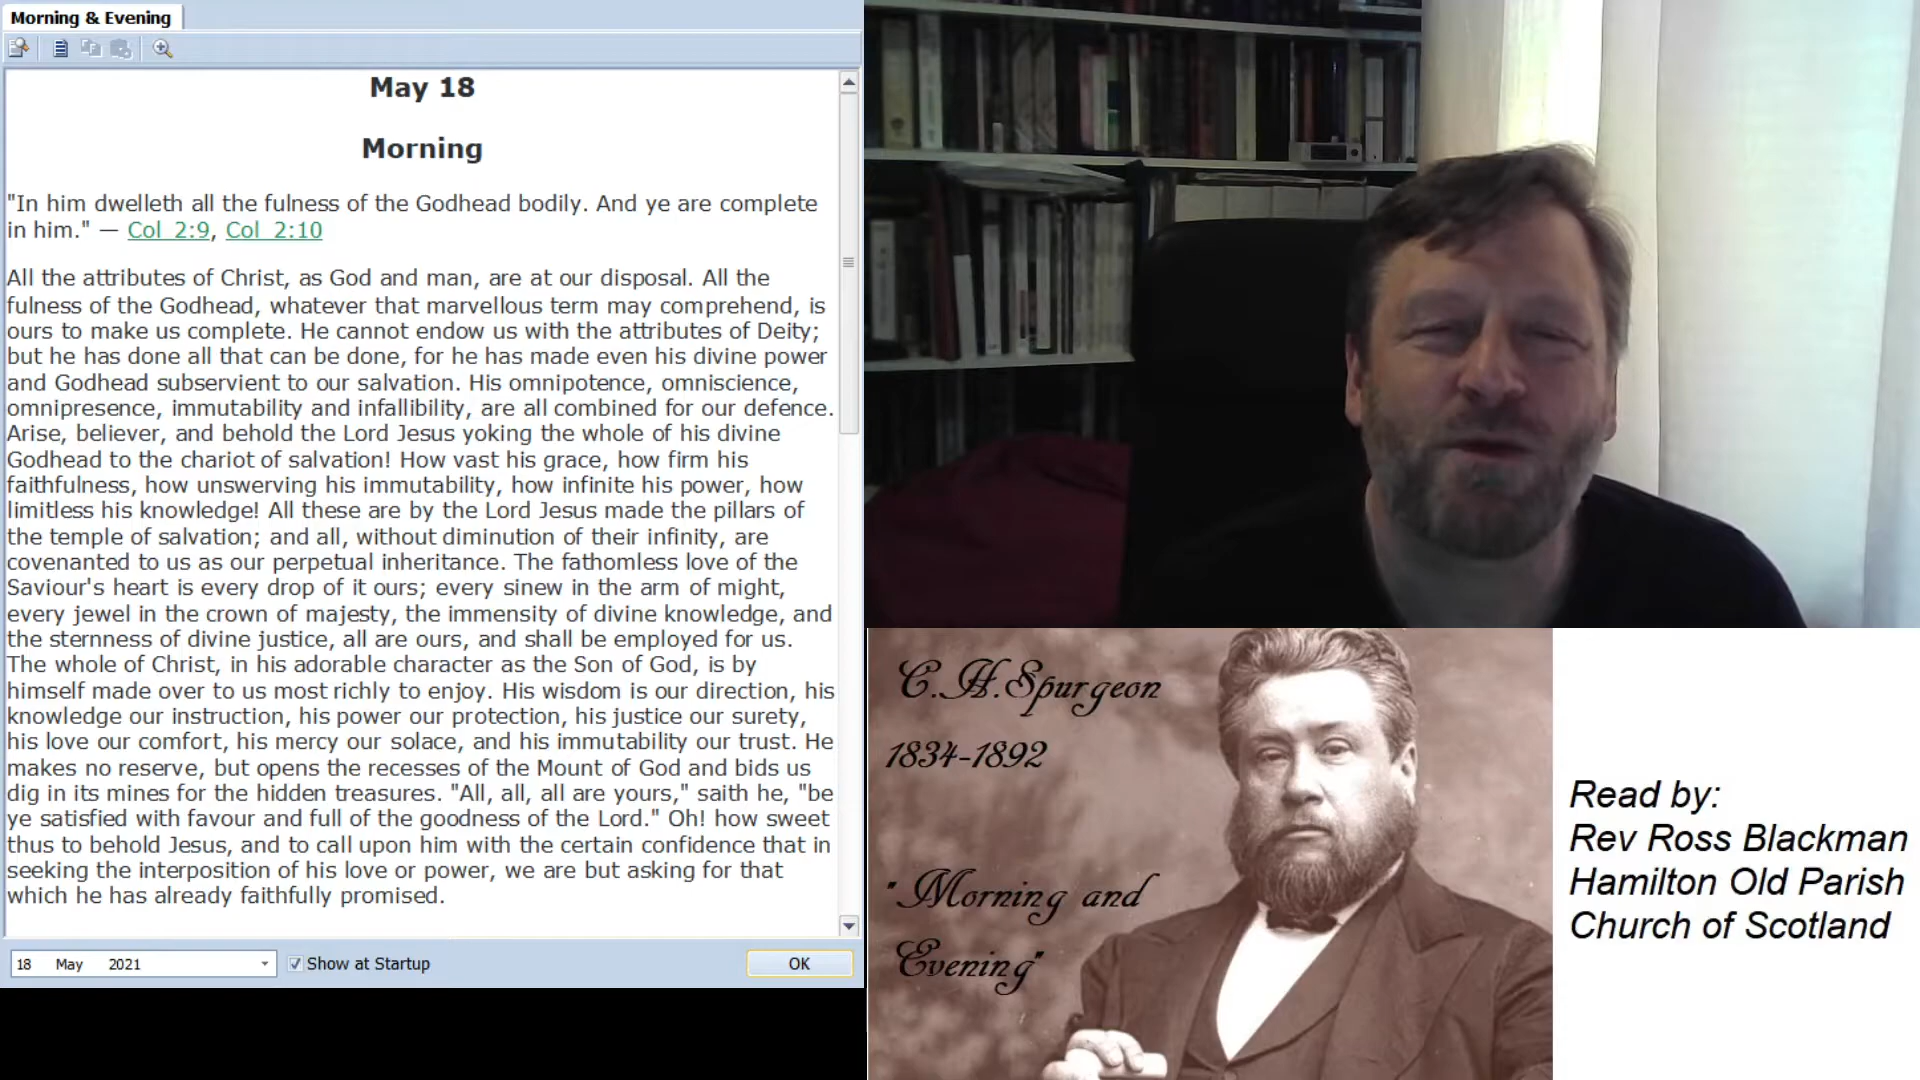 Morning & Evening
May 18
Morning
"In him dwelleth all the fulness of the Godhead bodily. And ye are complete
in him." — Col 2:9, Col 2:10
All the attributes of Christ, as God and man, are at our disposal. All the
fulness of the Godhead, whatever that marvellous term may comprehend, is
ours to make us complete. He cannot endow us with the attributes of Deity;
but he has done all that can be done, for he has made even his divine power
and Godhead subservient to our salvation. His omnipotence, omniscience,
omnipresence, immutability and infallibility, are all combined for our defence.
Arise, believer, and behold the Lord Jesus yoking the whole of his divine
Godhead to the chariot of salvation! How vast his grace, how firm his
faithfulness, how unswerving his immutability, how infinite his power, how
limitless his knowledge! All these are by the Lord Jesus made the pillars of
the temple of salvation; and all, without diminution of their infinity, are
covenanted to us as our perpetual inheritance. The fathomless love of the
Saviour's heart is every drop of it ours; every sinew in the arm of might,
every jewel in the crown of majesty, the immensity of divine knowledge, and
the sternness of divine justice, all are ours, and shall be employed for us.
The whole of Christ, in his adorable character as the Son of God, is by
himself made over to us most richly to enjoy. His wisdom is our direction, his
knowledge our instruction, his power our protection, his justice our surety,
his love our comfort, his mercy our solace, and his immutability our trust. He
makes no reserve, but opens the recesses of the Mount of God and bids us
dig in its mines for the hidden treasures. "All, all, all are yours," saith he, "be
ye satisfied with favour and full of the goodness of the Lord." Oh! how sweet
thus to behold Jesus, and to call upon him with the certain confidence that in
seeking the interposition of his love or power, we are but asking for that
which he has already faithfully promised.
18 May 2021
Show at Startup
OK
C.H.Spurgeon
1834-1892
"Morning and
Evening"
Read by:
Rev Ross Blackman
Hamilton Old Parish
Church of Scotland